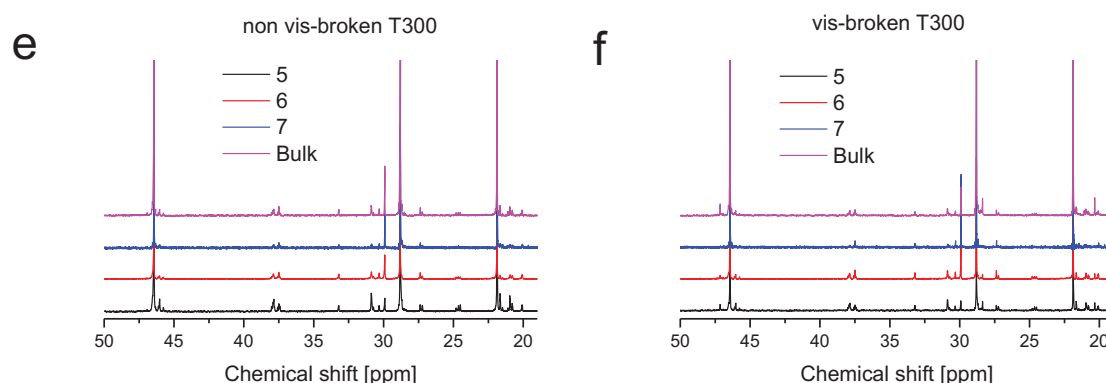 e
non vis-broken T300
5
6
7
Bulk
50 45 40 35 30 25 20
Chemical shift [ppm]
f
vis-broken T300
5
6
7
Bulk
50 45 40 35 30 25 20
Chemical shift [ppm]